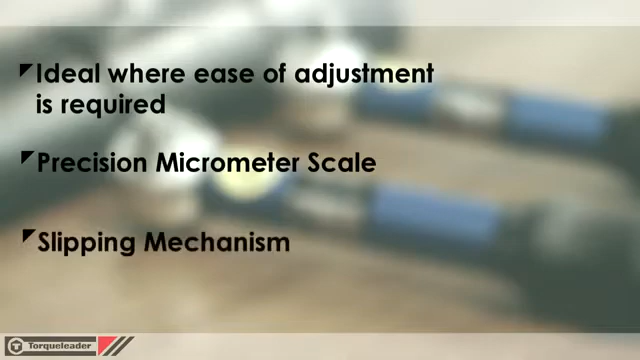 Ideal where ease of adjustment
is required
Precision Micrometer Scale
Slipping Mechanism
Torqueleader